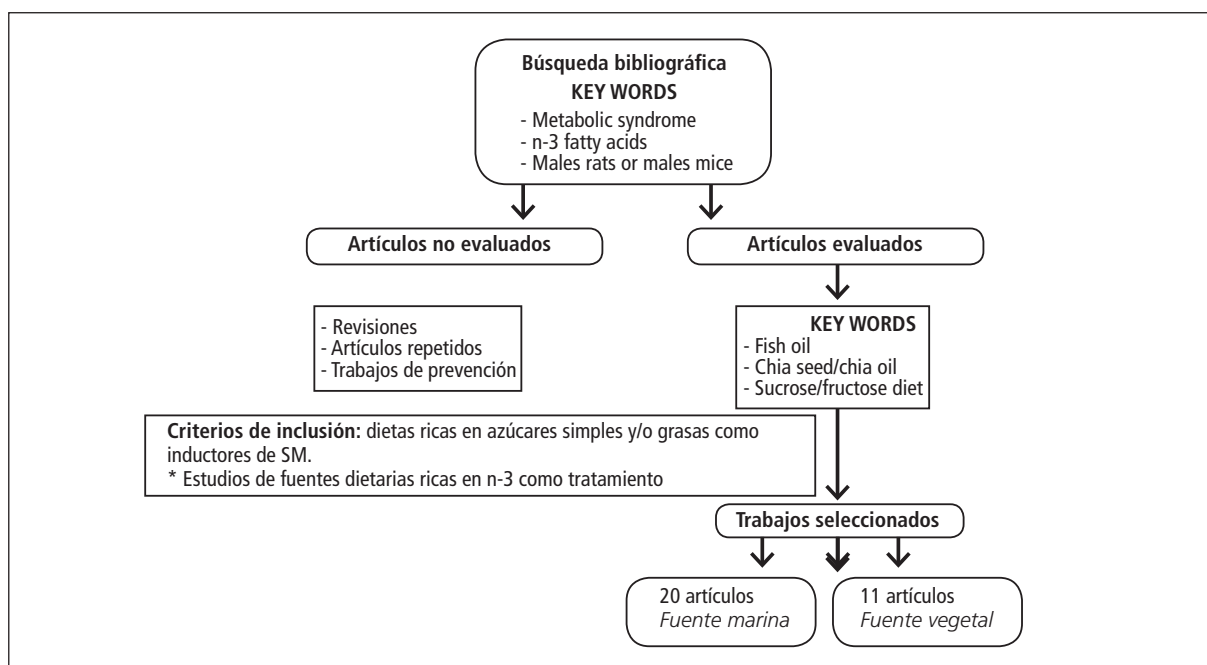 Búsqueda bibliográfica
KEY WORDS
- Metabolic syndrome
- n-3 fatty acids
- Males rats or males mice
Artículos no evaluados
Artículos evaluados
- Revisiones
- Artículos repetidos
- Trabajos de prevención
KEY WORDS
- Fish oil
- Chia seed/chia oil
- Sucrose/fructose diet
Criterios de inclusión: dietas ricas en azúcares simples y/o grasas como
inductores de SM.
* Estudios de fuentes dietarias ricas en n-3 como tratamiento
Trabajos seleccionados
20 artículos
Fuente marina
11 artículos
Fuente vegetal